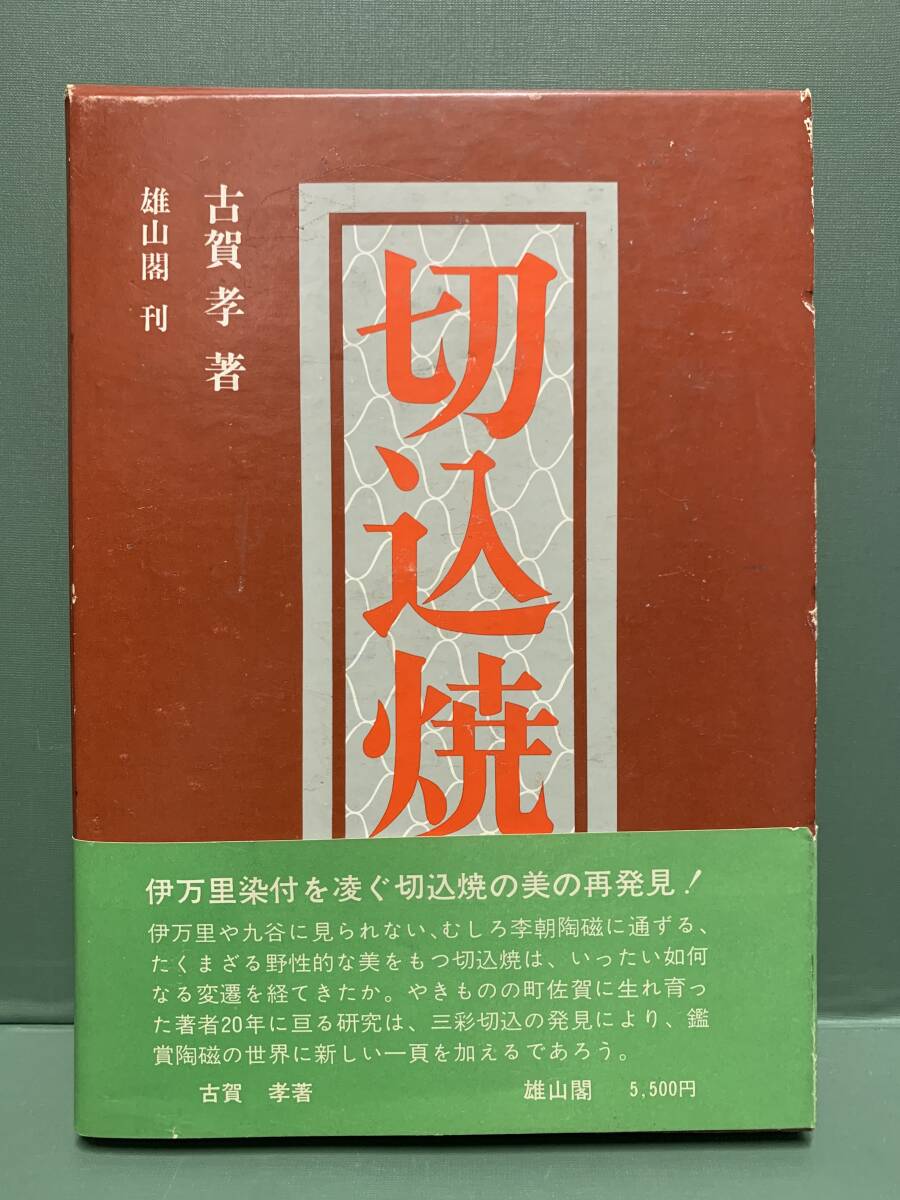 切込焼
古賀 孝 著
雄山閣 刊
伊万里染付を凌ぐ切込焼の美の再発見!
伊万里や九谷に見られない、むしろ李朝陶磁に通ずる、
たくまざる野性的な美をもつ切込焼は、いったい如何
なる変遷を経てきたか。やきものの町佐賀に生れ育っ
た著者20年に亘る研究は、三彩切込の発見により、鑑
賞陶磁の世界に新しい一頁を加えるであろう。
古賀 孝著 雄山閣 5,500円